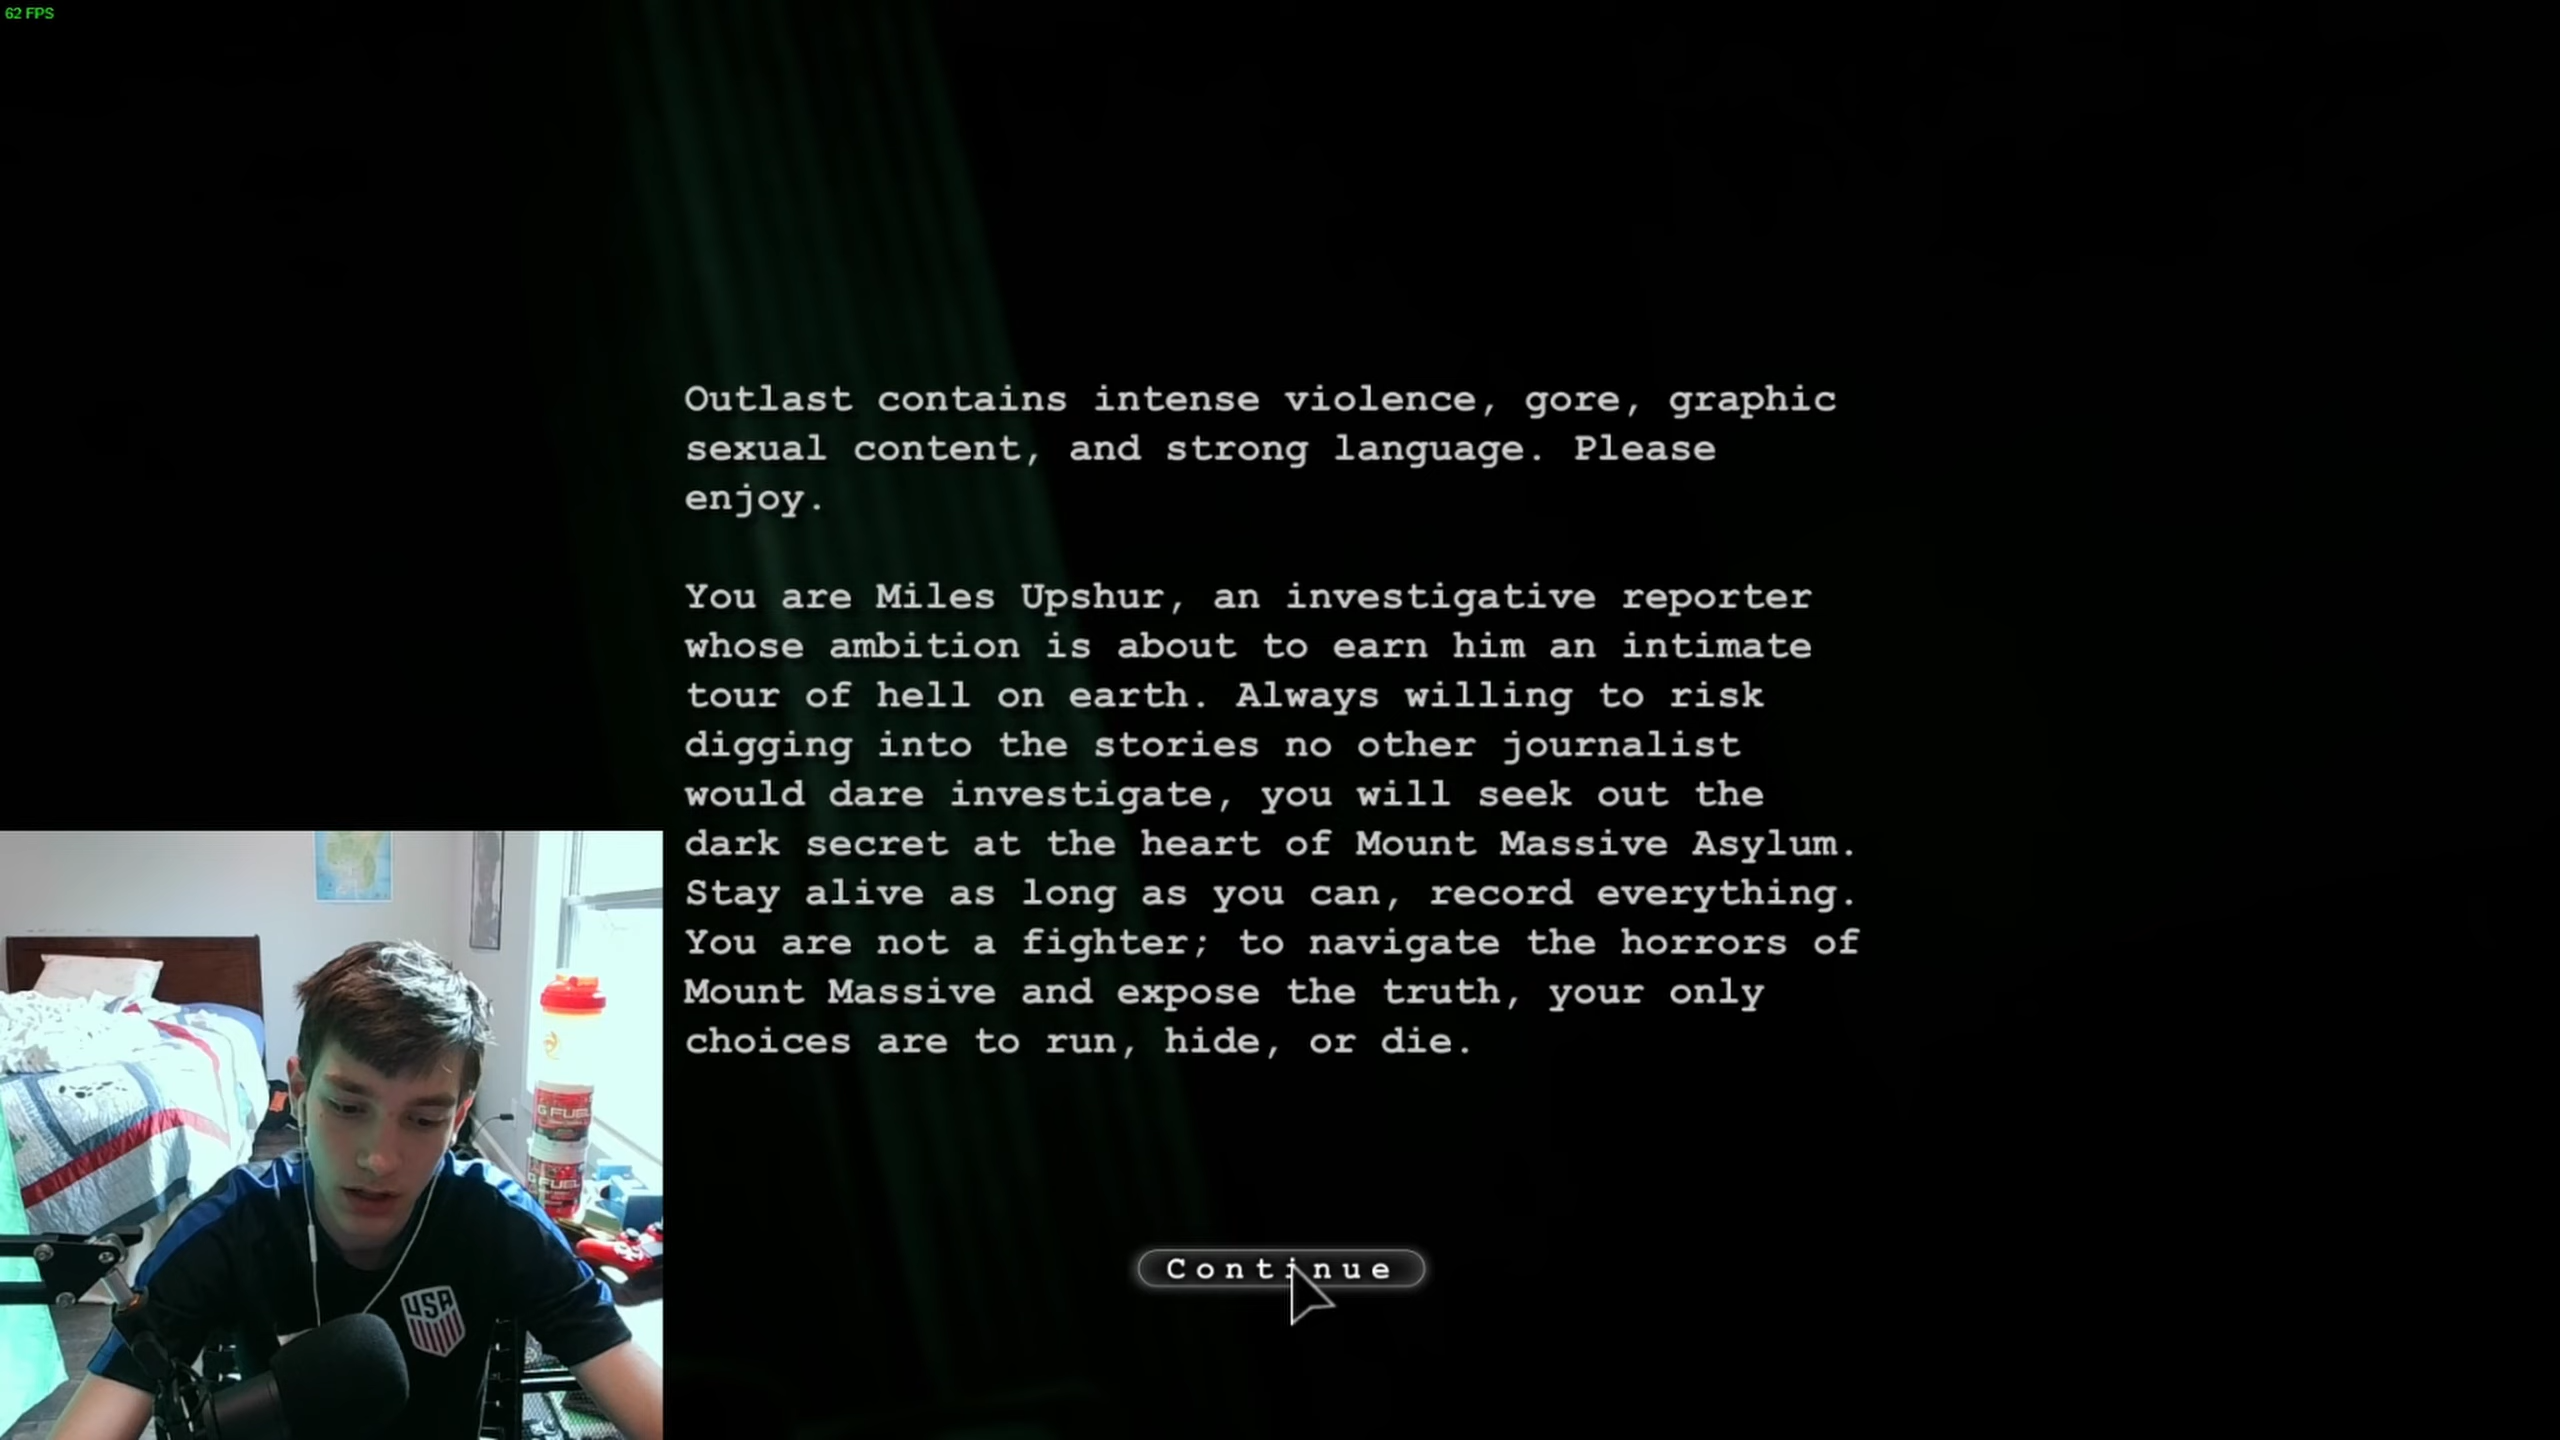 62 FPS
Outlast contains intense violence, gore, graphic
sexual content, and strong language. Please
enjoy.
You are Miles Upshur, an investigative reporter
whose ambition is about to earn him an intimate
tour of hell on earth. Always willing to risk
digging into the stories no other journalist
would dare investigate, you will seek out the
dark secret at the heart of Mount Massive Asylum.
Stay alive as long as you can, record everything.
You are not a fighter; to navigate the horrors of
Mount Massive and expose the truth, your only
choices are to run, hide, or die.
Continue
G FUEL
G FUEL
USA